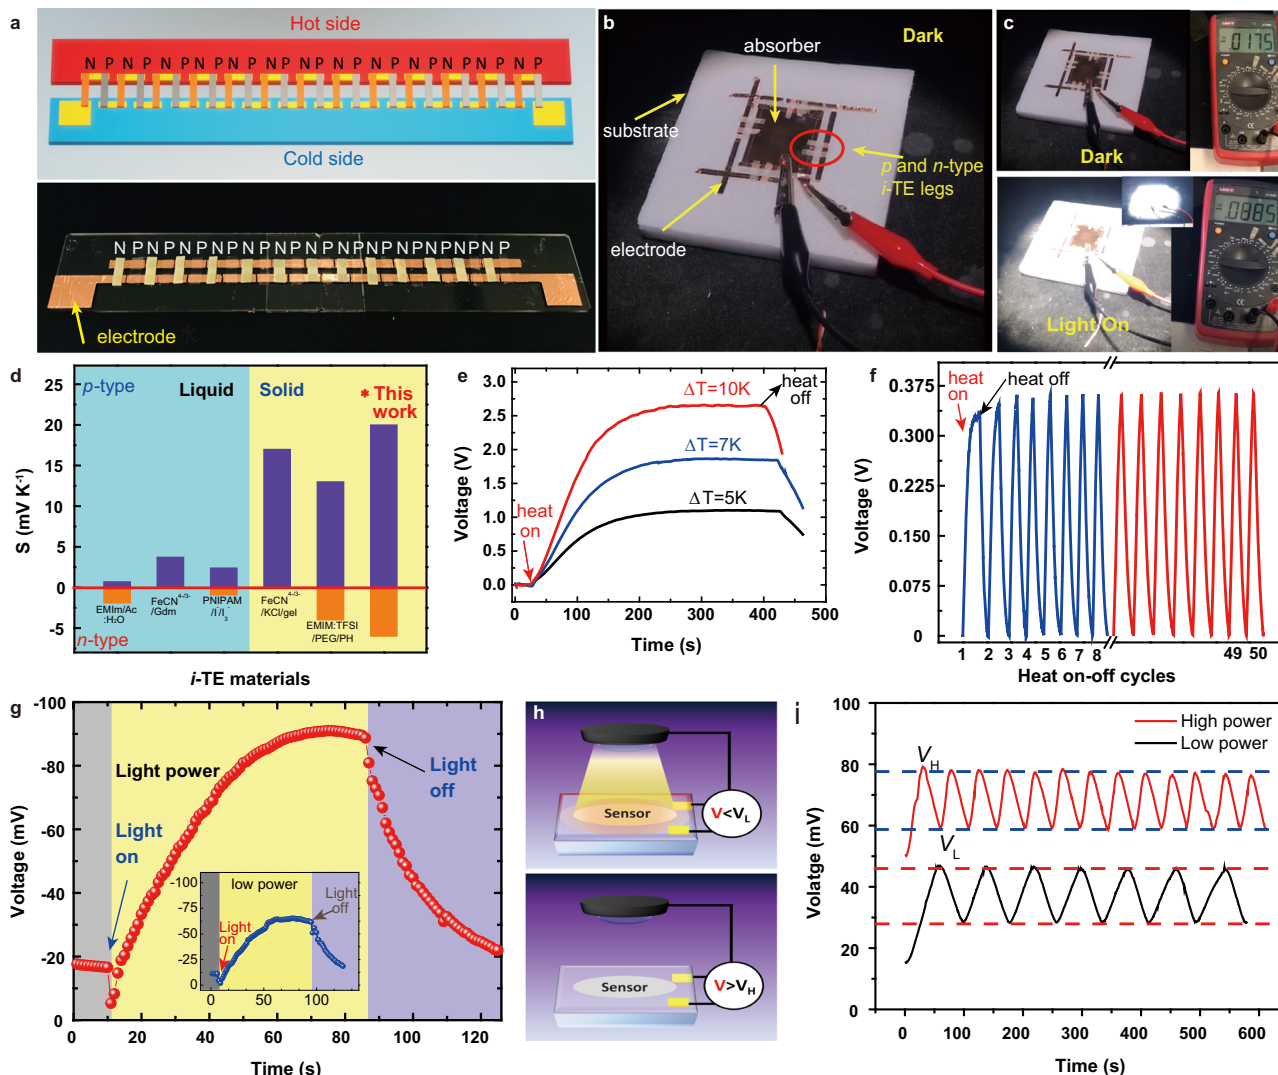 a
Hot side
N P N P N P N P N P N P N P N P N P N P N P N P
Cold side
N P N P N P N P N P N P N P N P N P N P
electrode
b
Dark
absorber
substrate
p and n-type
i-TE legs
electrode
c
Dark
0175
Light On
.0885
d
p-type
Liquid
Solid
* This
work
25
20
15
10
5
0
-5
S (mV K-1)
EMIm/Ac
:H₂O
FeCN4-/3-
/Gdm
PNIPAM
/I-/I3-
FeCN4-/3-
/KCl/gel
EMIM:TFSI
/PEG/PH
n-type
i-TE materials
e
3.0
2.5
2.0
1.5
1.0
0.5
0.0
Voltage (V)
ΔT=10K
heat
off
ΔT=7K
ΔT=5K
heat
on
0 100 200 300 400 500
Time (s)
f
0.375
0.300
0.225
0.150
0.075
0
Voltage (V)
heat
on
heat off
1 2 3 4 5 6 7 8 49 50
Heat on-off cycles
g
-100
-80
-60
-40
-20
0
Voltage (mV)
Light power
Light
on
Light
off
-100
-75
-50
-25
0
low power
Light
on
Light
off
0 50 100
0 20 40 60 80 100 120
Time (s)
h
Sensor
V<VL
Sensor
V>VH
i
100
80
60
40
20
0
Volatge (mV)
High power
Low power
VH
VL
0 100 200 300 400 500 600
Time (s)